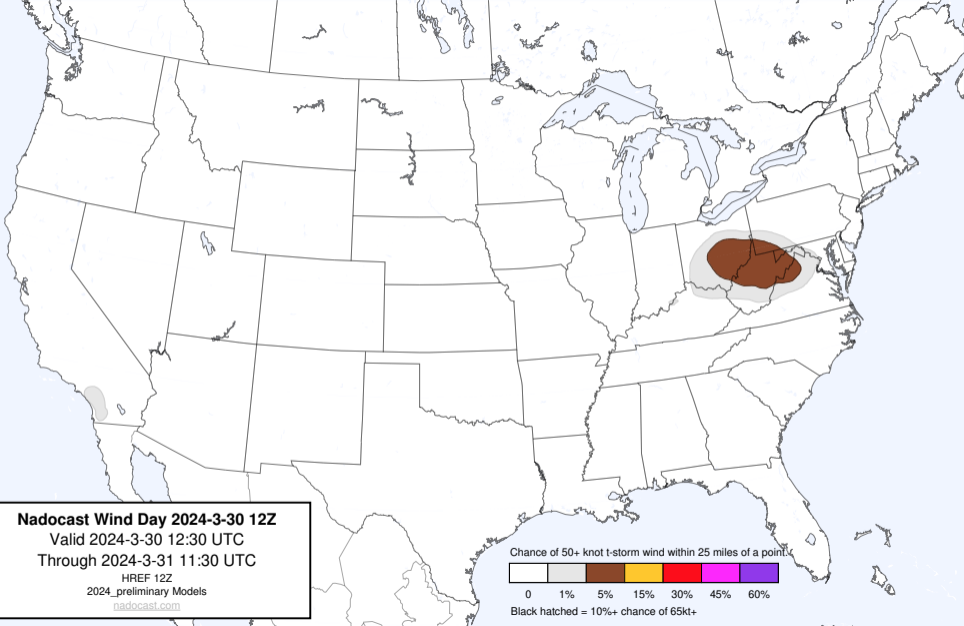 Nadocast Wind Day 2024-3-30 12Z
Valid 2024-3-30 12:30 UTC
Through 2024-3-31 11:30 UTC
HREF 12Z
2024_preliminary Models
nadocast.com
Chance of 50+ knot t-storm wind within 25 miles of a point.
0 1% 5% 15% 30% 45% 60%
Black hatched = 10%+ chance of 65kt+